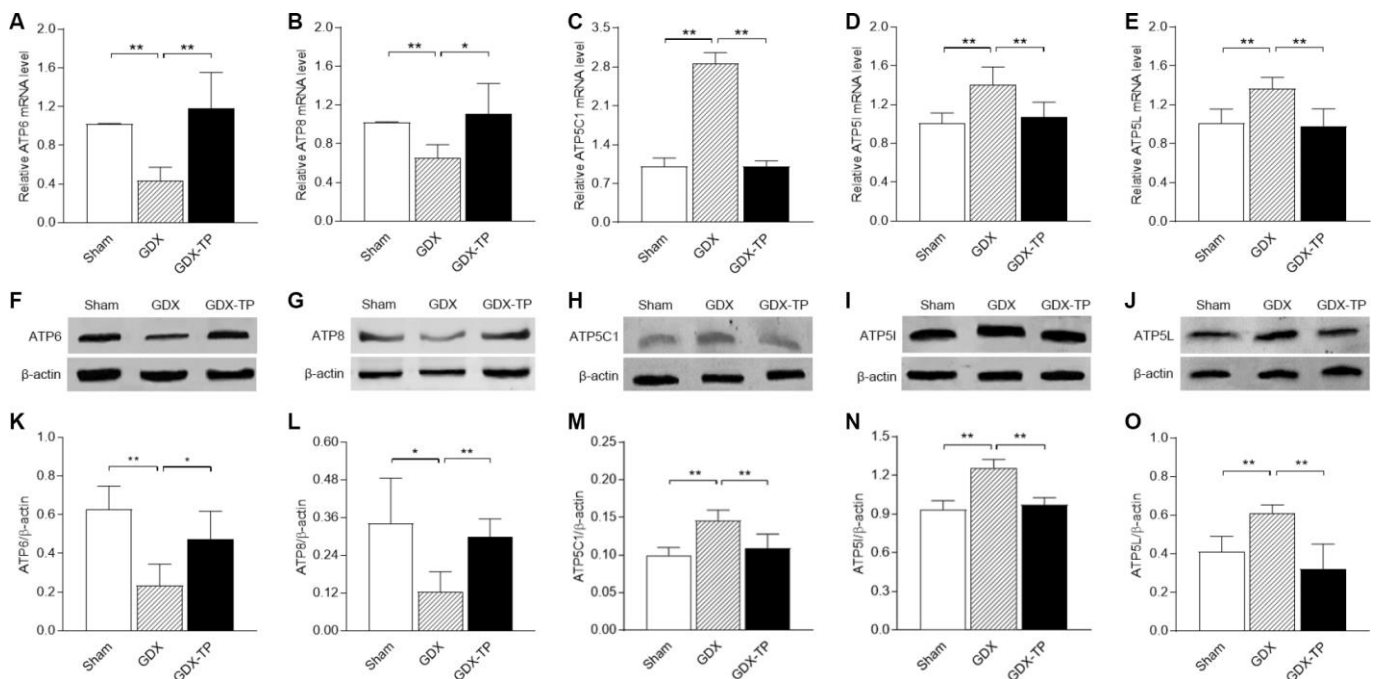 A
Relative ATP6 mRNA level
2.0
1.6
1.2
0.8
0.4
0.0
** **
Sham GDX GDX-TP
B
Relative ATP8 mRNA level
2.0
1.6
1.2
0.8
0.4
0.0
** *
Sham GDX GDX-TP
C
Relative ATP5C1 mRNA level
3.5
2.8
2.1
1.4
0.7
0.0
** **
Sham GDX GDX-TP
D
Relative ATP5I mRNA level
2.0
1.6
1.2
0.8
0.4
0.0
** **
Sham GDX GDX-TP
E
Relative ATP5L mRNA level
2.0
1.6
1.2
0.8
0.4
0.0
** **
Sham GDX GDX-TP
F
Sham GDX GDX-TP
ATP6
β-actin
G
Sham GDX GDX-TP
ATP8
β-actin
H
Sham GDX GDX-TP
ATP5C1
β-actin
I
Sham GDX GDX-TP
ATP5I
β-actin
J
Sham GDX GDX-TP
ATP5L
β-actin
K
ATP6/β-actin
1.0
0.8
0.6
0.4
0.2
0.0
** *
Sham GDX GDX-TP
L
ATP8/β-actin
0.60
0.48
0.36
0.24
0.12
0.00
* **
Sham GDX GDX-TP
M
ATP5C1/β-actin
0.25
0.20
0.15
0.10
0.05
0.00
** **
Sham GDX GDX-TP
N
ATP5I/β-actin
1.5
1.2
0.9
0.6
0.3
0.0
** **
Sham GDX GDX-TP
O
ATP5L/β-actin
1.0
0.8
0.6
0.4
0.2
0.0
** **
Sham GDX GDX-TP